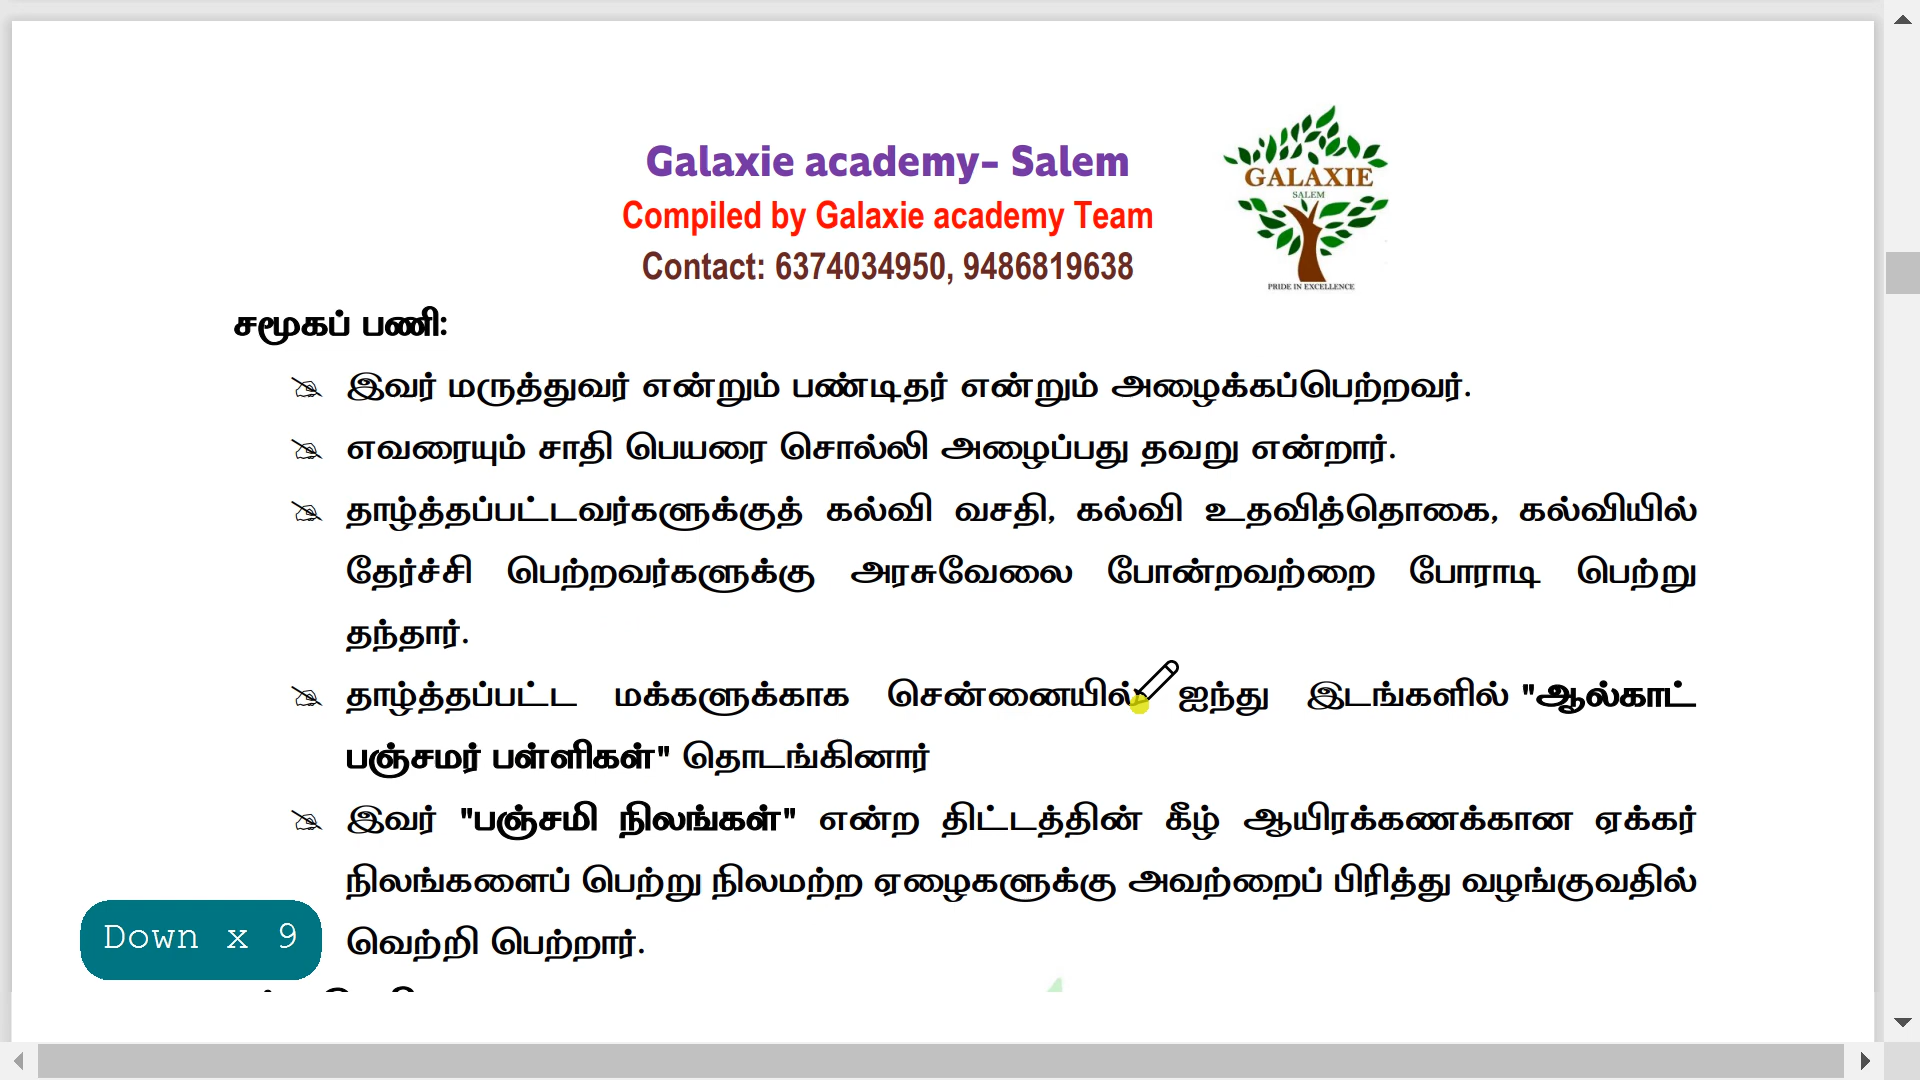 Galaxie academy- Salem
Compiled by Galaxie academy Team
Contact: 6374034950, 9486819638
GALAXIE
SALEM
PRIDE IN EXCELLENCE
சமூகப் பணி:
இவர் மருத்துவர் என்றும் பண்டிதர் என்றும் அழைக்கப்பெற்றவர்.
எவரையும் சாதி பெயரை சொல்லி அழைப்பது தவறு என்றார்.
தாழ்த்தப்பட்டவர்களுக்குத் கல்வி வசதி, கல்வி உதவித்தொகை, கல்வியில்
தேர்ச்சி பெற்றவர்களுக்கு அரசுவேலை போன்றவற்றை போராடி பெற்று
தந்தார்.
தாழ்த்தப்பட்ட மக்களுக்காக சென்னையில் ஐந்து இடங்களில் "ஆல்காட்
பஞ்சமர் பள்ளிகள்" தொடங்கினார்
இவர் "பஞ்சமி நிலங்கள்" என்ற திட்டத்தின் கீழ் ஆயிரக்கணக்கான ஏக்கர்
நிலங்களைப் பெற்று நிலமற்ற ஏழைகளுக்கு அவற்றைப் பிரித்து வழங்குவதில்
வெற்றி பெற்றார்.
Down x 9